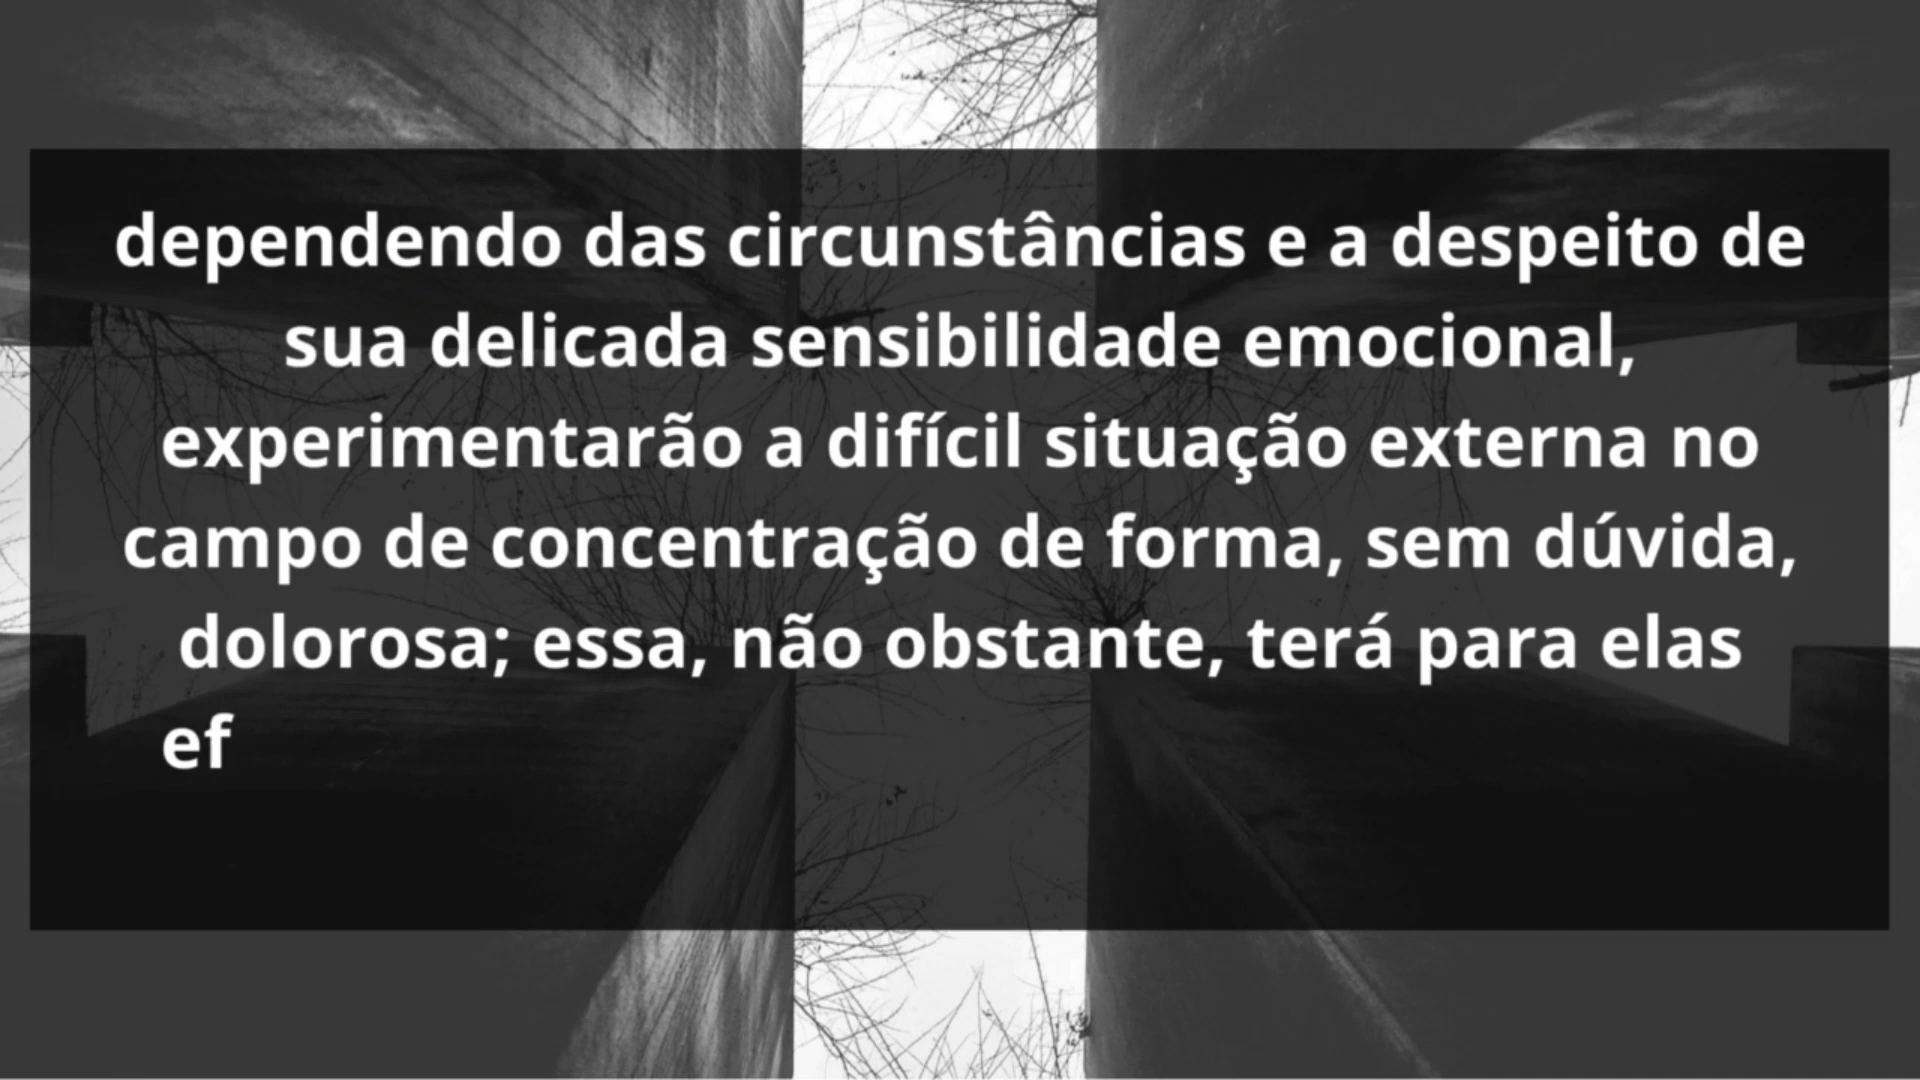 dependendo das circunstâncias e a despeito de
sua delicada sensibilidade emocional,
experimentarão a difícil situação externa no
campo de concentração de forma, sem dúvida,
dolorosa; essa, não obstante, terá para elas
ef